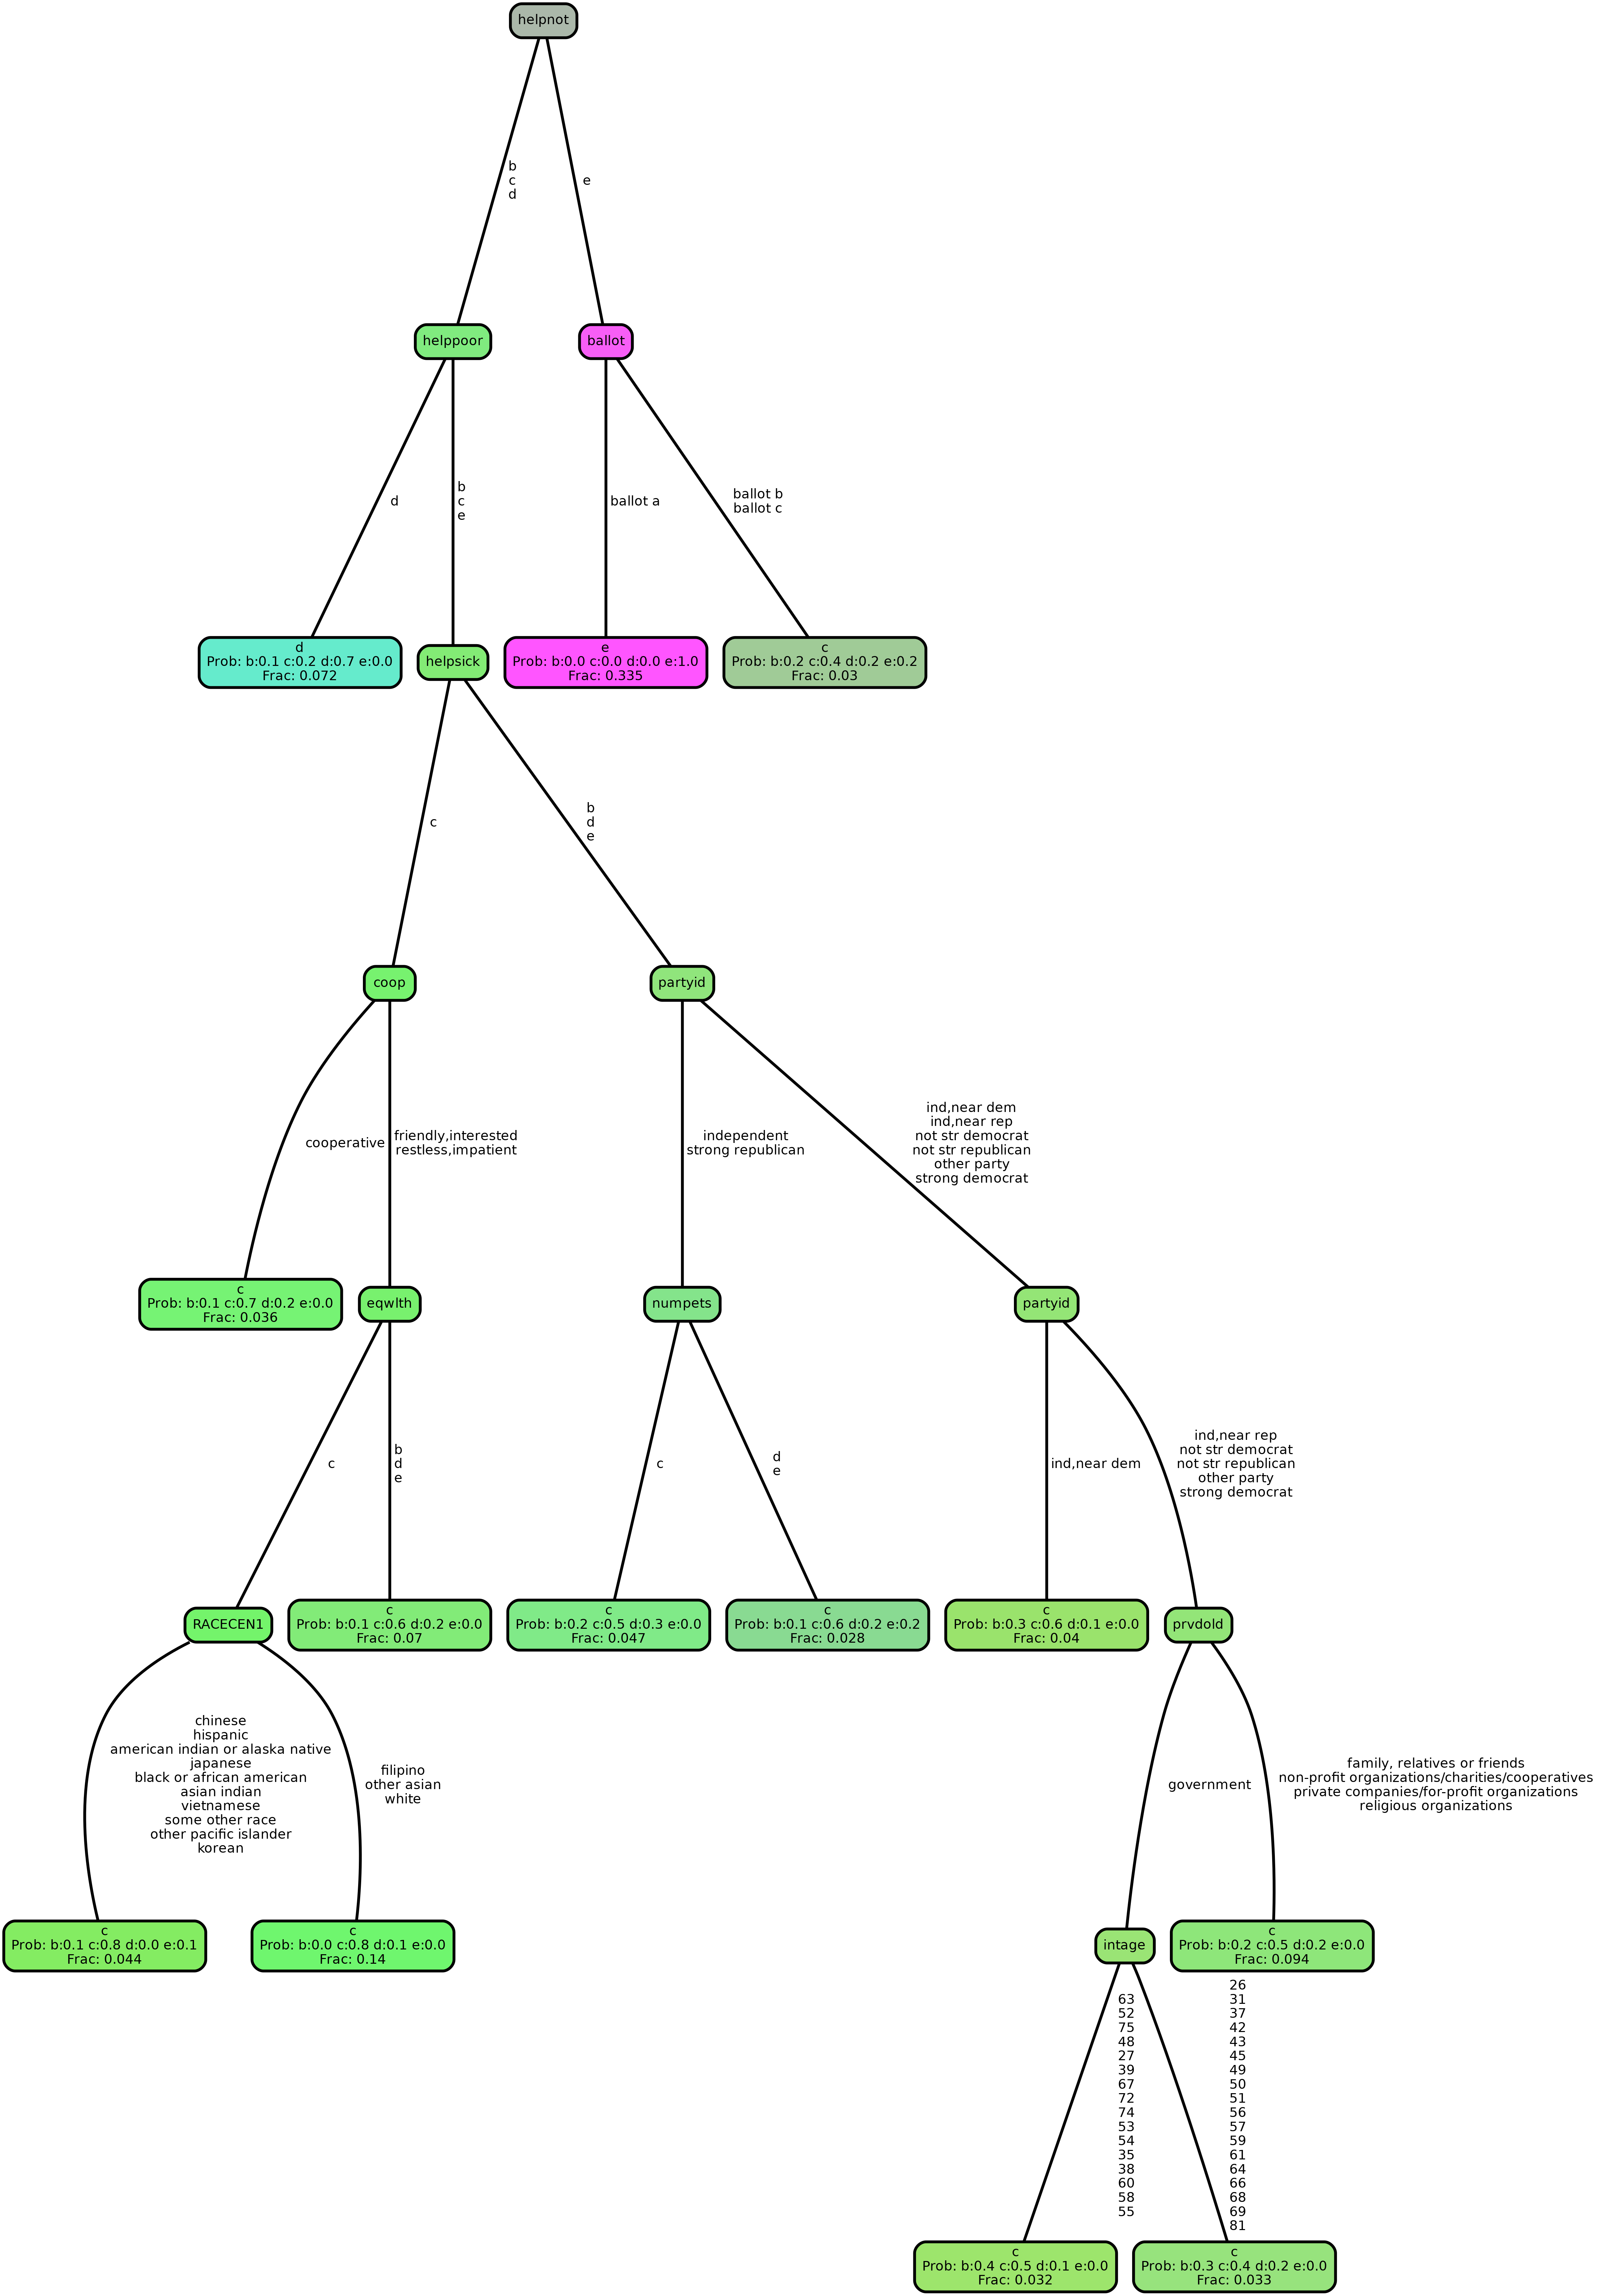 helpnot
b
c
d
e
helppoor
ballot
d
b
c
e
ballot a
ballot b
ballot c
d
Prob: b:0.1 c:0.2 d:0.7 e:0.0
Frac: 0.072
helpsick
e
Prob: b:0.0 c:0.0 d:0.0 e:1.0
Frac: 0.335
c
Prob: b:0.2 c:0.4 d:0.2 e:0.2
Frac: 0.03
c
b
d
e
coop
partyid
cooperative
friendly,interested
restless,impatient
independent
strong republican
ind,near dem
ind,near rep
not str democrat
not str republican
other party
strong democrat
c
Prob: b:0.1 c:0.7 d:0.2 e:0.0
Frac: 0.036
eqwlth
numpets
partyid
c
b
d
e
c
d
e
ind,near dem
ind,near rep
not str democrat
not str republican
other party
strong democrat
RACECEN1
c
Prob: b:0.1 c:0.6 d:0.2 e:0.0
Frac: 0.07
c
Prob: b:0.2 c:0.5 d:0.3 e:0.0
Frac: 0.047
c
Prob: b:0.1 c:0.6 d:0.2 e:0.2
Frac: 0.028
c
Prob: b:0.3 c:0.6 d:0.1 e:0.0
Frac: 0.04
prvdold
chinese
hispanic
american indian or alaska native
japanese
black or african american
asian indian
vietnamese
some other race
other pacific islander
korean
filipino
other asian
white
government
family, relatives or friends
non-profit organizations/charities/cooperatives
private companies/for-profit organizations
religious organizations
c
Prob: b:0.1 c:0.8 d:0.0 e:0.1
Frac: 0.044
c
Prob: b:0.0 c:0.8 d:0.1 e:0.0
Frac: 0.14
intage
c
Prob: b:0.2 c:0.5 d:0.2 e:0.0
Frac: 0.094
63
52
75
48
27
39
67
72
74
53
54
35
38
60
58
55
26
31
37
42
43
45
49
50
51
56
57
59
61
64
66
68
69
81
c
Prob: b:0.4 c:0.5 d:0.1 e:0.0
Frac: 0.032
c
Prob: b:0.3 c:0.4 d:0.2 e:0.0
Frac: 0.033